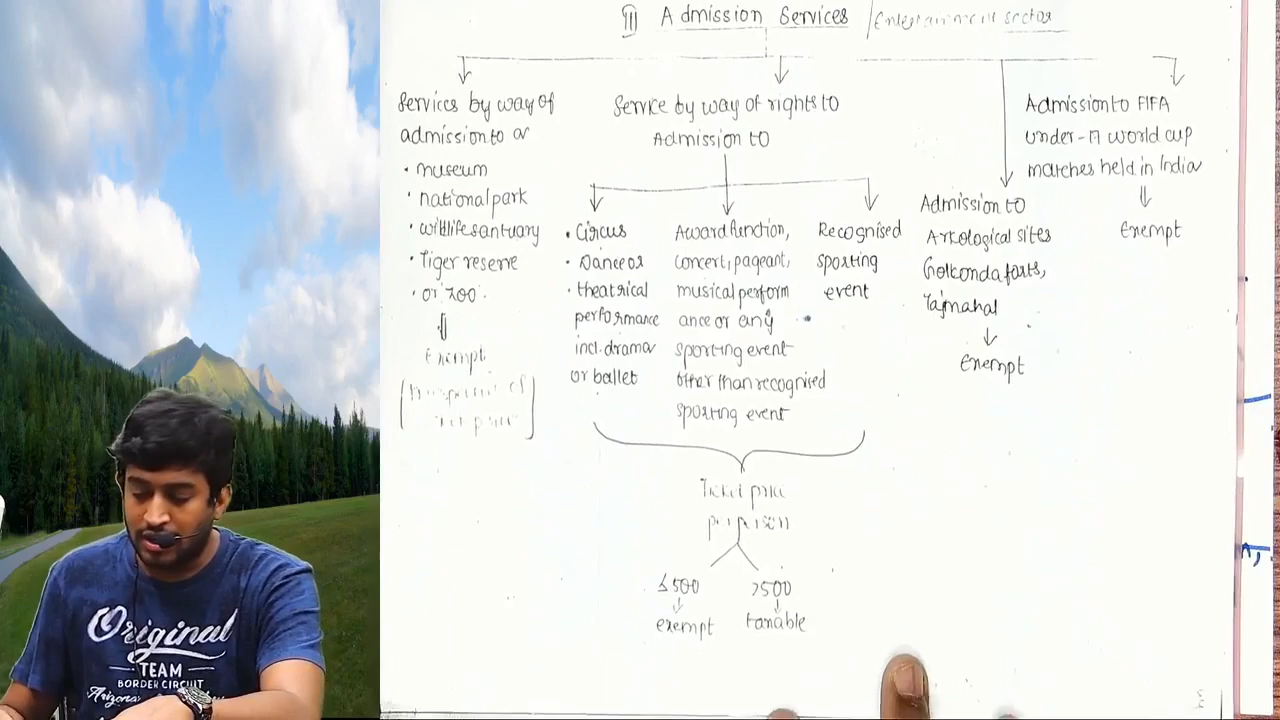 III Admission Services / Entertainment sector
Services by way of
admission to a
• museum
• national park
• wildlife santuary
• Tiger reserve
• or zoo.
Exempt
Service by way of rights to
Admission to
• Circus
• Dance or
• theatrical
performance
incl. drama
or ballet
Award function,
concert, pageant,
musical perform
ance or any
sporting event
other than recognised
sporting event
Recognised
sporting
event
Ticket price
per person
≤500
exempt
>500
taxable
Admission to
Arkological sites
Golkonda forts,
Tajmahal
Exempt
Admission to FIFA
under-17 world cup
matches held in India
Exempt
Original
TEAM
BORDER CIRCUIT
Arizona